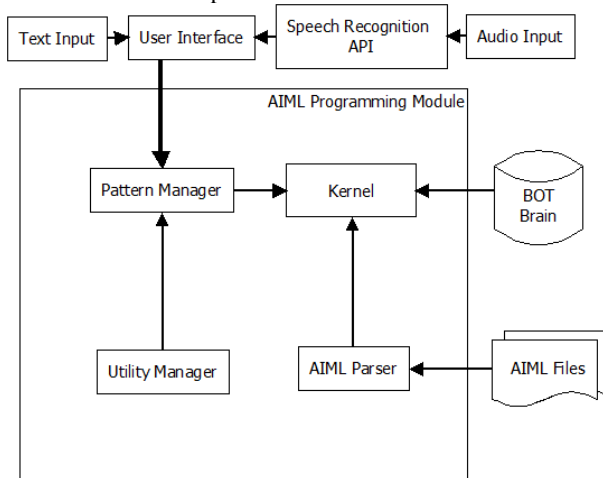 Text Input
User Interface
Speech Recognition
API
Audio Input
AIML Programming Module
Pattern Manager
Kernel
BOT
Brain
Utility Manager
AIML Parser
AIML Files